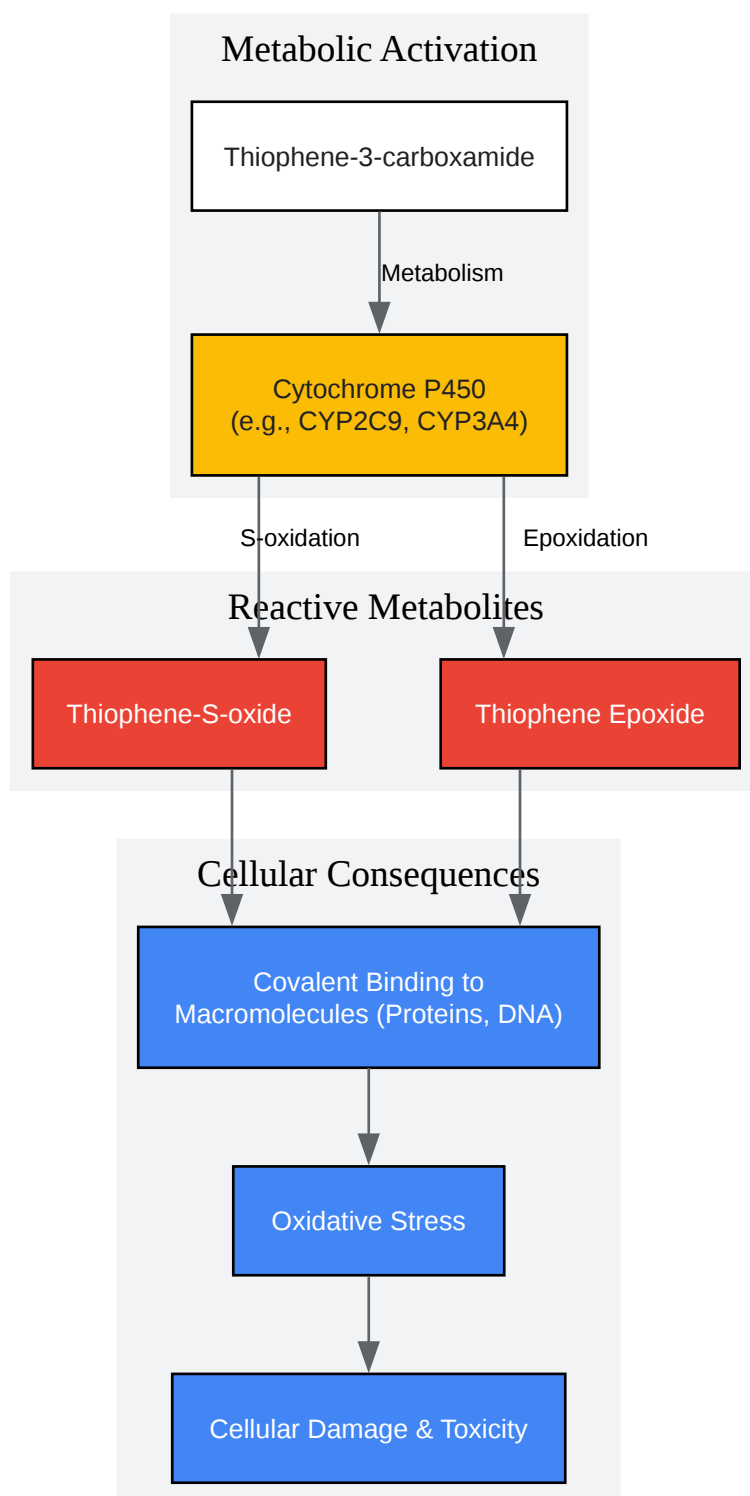 Metabolic Activation
Thiophene-3-carboxamide
Metabolism
Cytochrome P450
(e.g., CYP2C9, CYP3A4)
S-oxidation
Epoxidation
Reactive Metabolites
Thiophene-S-oxide
Thiophene Epoxide
Cellular Consequences
Covalent Binding to
Macromolecules (Proteins, DNA)
Oxidative Stress
Cellular Damage & Toxicity